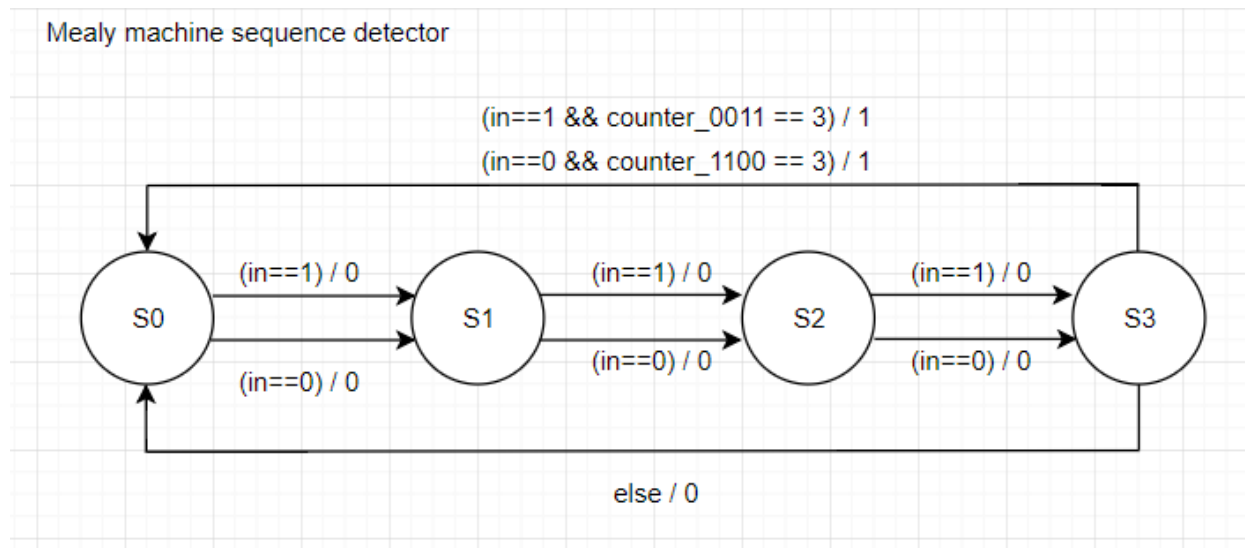 Mealy machine sequence detector
(in==1 && counter_0011 == 3) / 1
(in==0 && counter_1100 == 3) / 1
(in==1) / 0
(in==1) / 0
(in==1) / 0
S0
S1
S2
S3
(in==0) / 0
(in==0) / 0
(in==0) / 0
else / 0